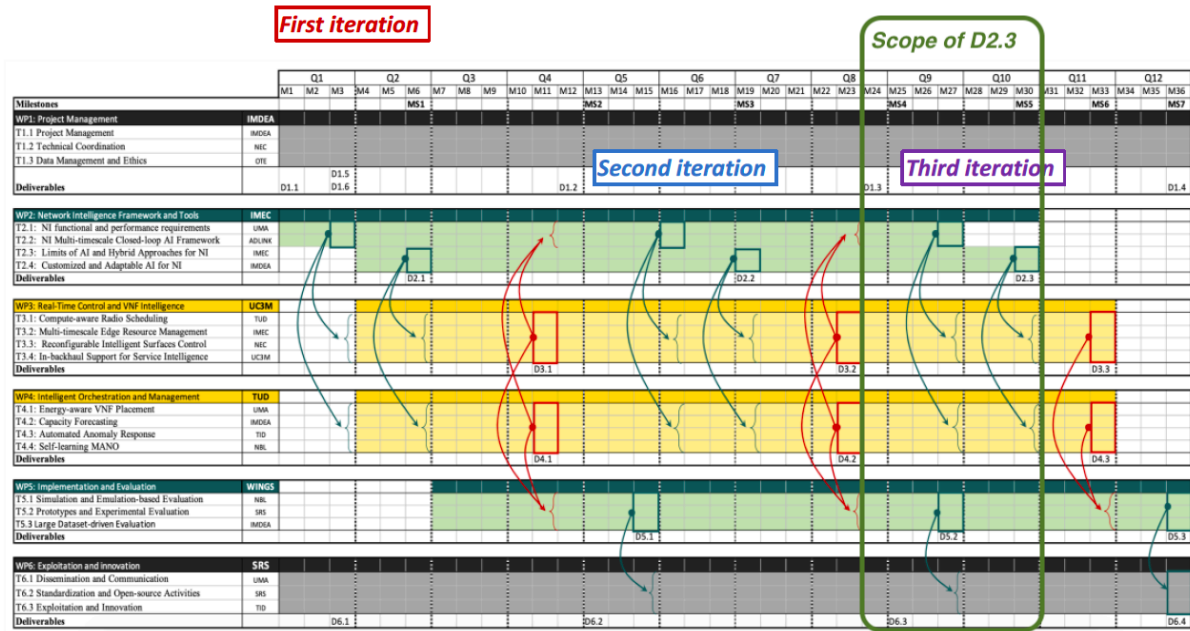 First iteration
Scope of D2.3
Q1 Q2 Q3 Q4 Q5 Q6 Q7 Q8 Q9 Q10 Q11 Q12
M1 M2 M3 M4 M5 M6 M7 M8 M9 M10 M11 M12 M13 M14 M15 M16 M17 M18 M19 M20 M21 M22 M23 M24 M25 M26 M27 M28 M29 M30 M31 M32 M33 M34 M35 M36
Milestones MS1 MS2 MS3 MS4 MS5 MS6 MS7
WP1: Project Management IMDEA
T1.1 Project Management IMDEA
T1.2 Technical Coordination NEC
T1.3 Data Management and Ethics OTE
Second iteration Third iteration
D1.5
Deliverables D1.1 D1.6 D1.2 D1.3 D1.4
WP2: Network Intelligence Framework and Tools IMEC
T2.1: NI functional and performance requirements UMA
T2.2: NI Multi-timescale Closed-loop AI Framework ADLINK
T2.3: Limits of AI and Hybrid Approaches for NI IMEC
T2.4: Customized and Adaptable AI for NI IMDEA
Deliverables D2.1 D2.2 D2.3
WP3: Real-Time Control and VNF Intelligence UC3M
T3.1: Compute-aware Radio Scheduling TUD
T3.2: Multi-timescale Edge Resource Management IMEC
T3.3: Reconfigurable Intelligent Surfaces Control NEC
T3.4: In-backhaul Support for Service Intelligence UC3M
Deliverables D3.1 D3.2 D3.3
WP4: Intelligent Orchestration and Management TUD
T4.1: Energy-aware VNF Placement UMA
T4.2: Capacity Forecasting IMDEA
T4.3: Automated Anomaly Response TID
T4.4: Self-learning MANO NBL
Deliverables D4.1 D4.2 D4.3
WP5: Implementation and Evaluation WINGS
T5.1 Simulation and Emulation-based Evaluation NBL
T5.2 Prototypes and Experimental Evaluation SRS
T5.3 Large Dataset-driven Evaluation IMDEA
Deliverables D5.1 D5.2 D5.3
WP6: Exploitation and innovation SRS
T6.1 Dissemination and Communication UMA
T6.2 Standardization and Open-source Activities SRS
T6.3 Exploitation and Innovation TID
Deliverables D6.1 D6.2 D6.3 D6.4